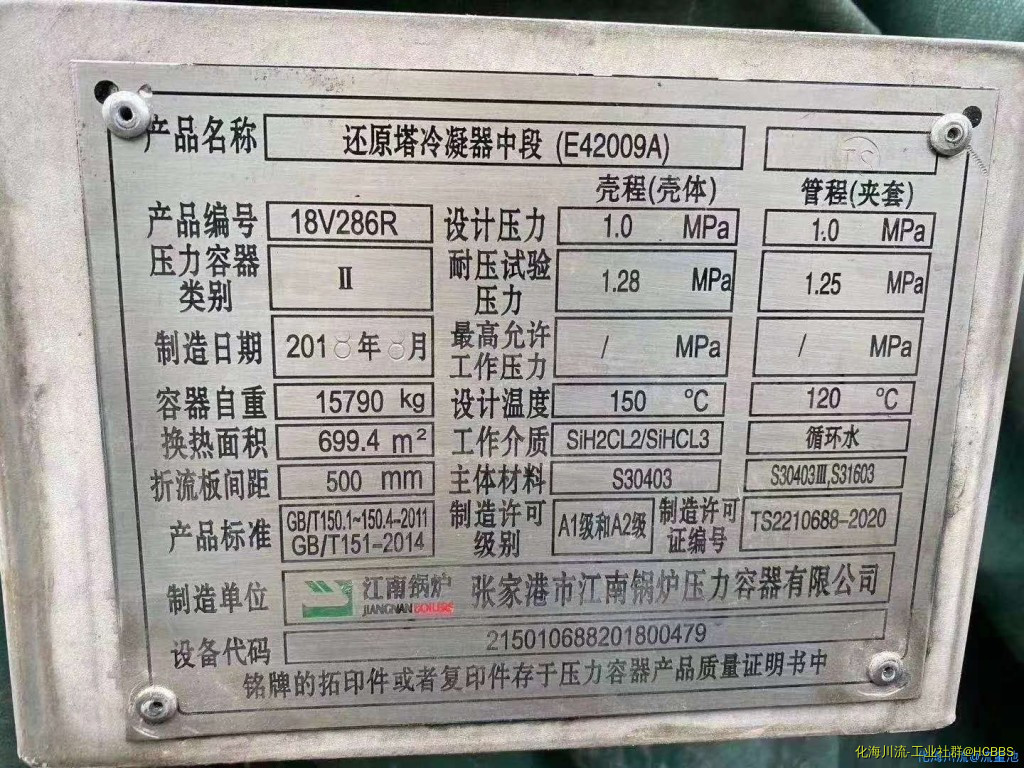 产品名称 还原塔冷凝器中段 (E42009A)
壳程(壳体) 管程(夹套)
产品编号 18V286R 设计压力 1.0 MPa 1.0 MPa
压力容器类别 Ⅱ 耐压试验压力 1.28 MPa 1.25 MPa
制造日期 2018年8月 最高允许工作压力 / MPa / MPa
容器自重 15790 kg 设计温度 150 ℃ 120 ℃
换热面积 699.4 m² 工作介质 SiH2CL2/SiHCL3 循环水
折流板间距 500 mm 主体材料 S30403 S30403Ⅲ,S31603
产品标准 GB/T150.1~150.4-2011 GB/T151-2014 制造许可级别 A1级和A2级 制造许可证编号 TS2210688-2020
制造单位 江南锅炉 JIANGNAN BOILERS 张家港市江南锅炉压力容器有限公司
设备代码 215010688201800479
铭牌的拓印件或者复印件存于压力容器产品质量证明书中
化海川流-工业社群@HCBBS